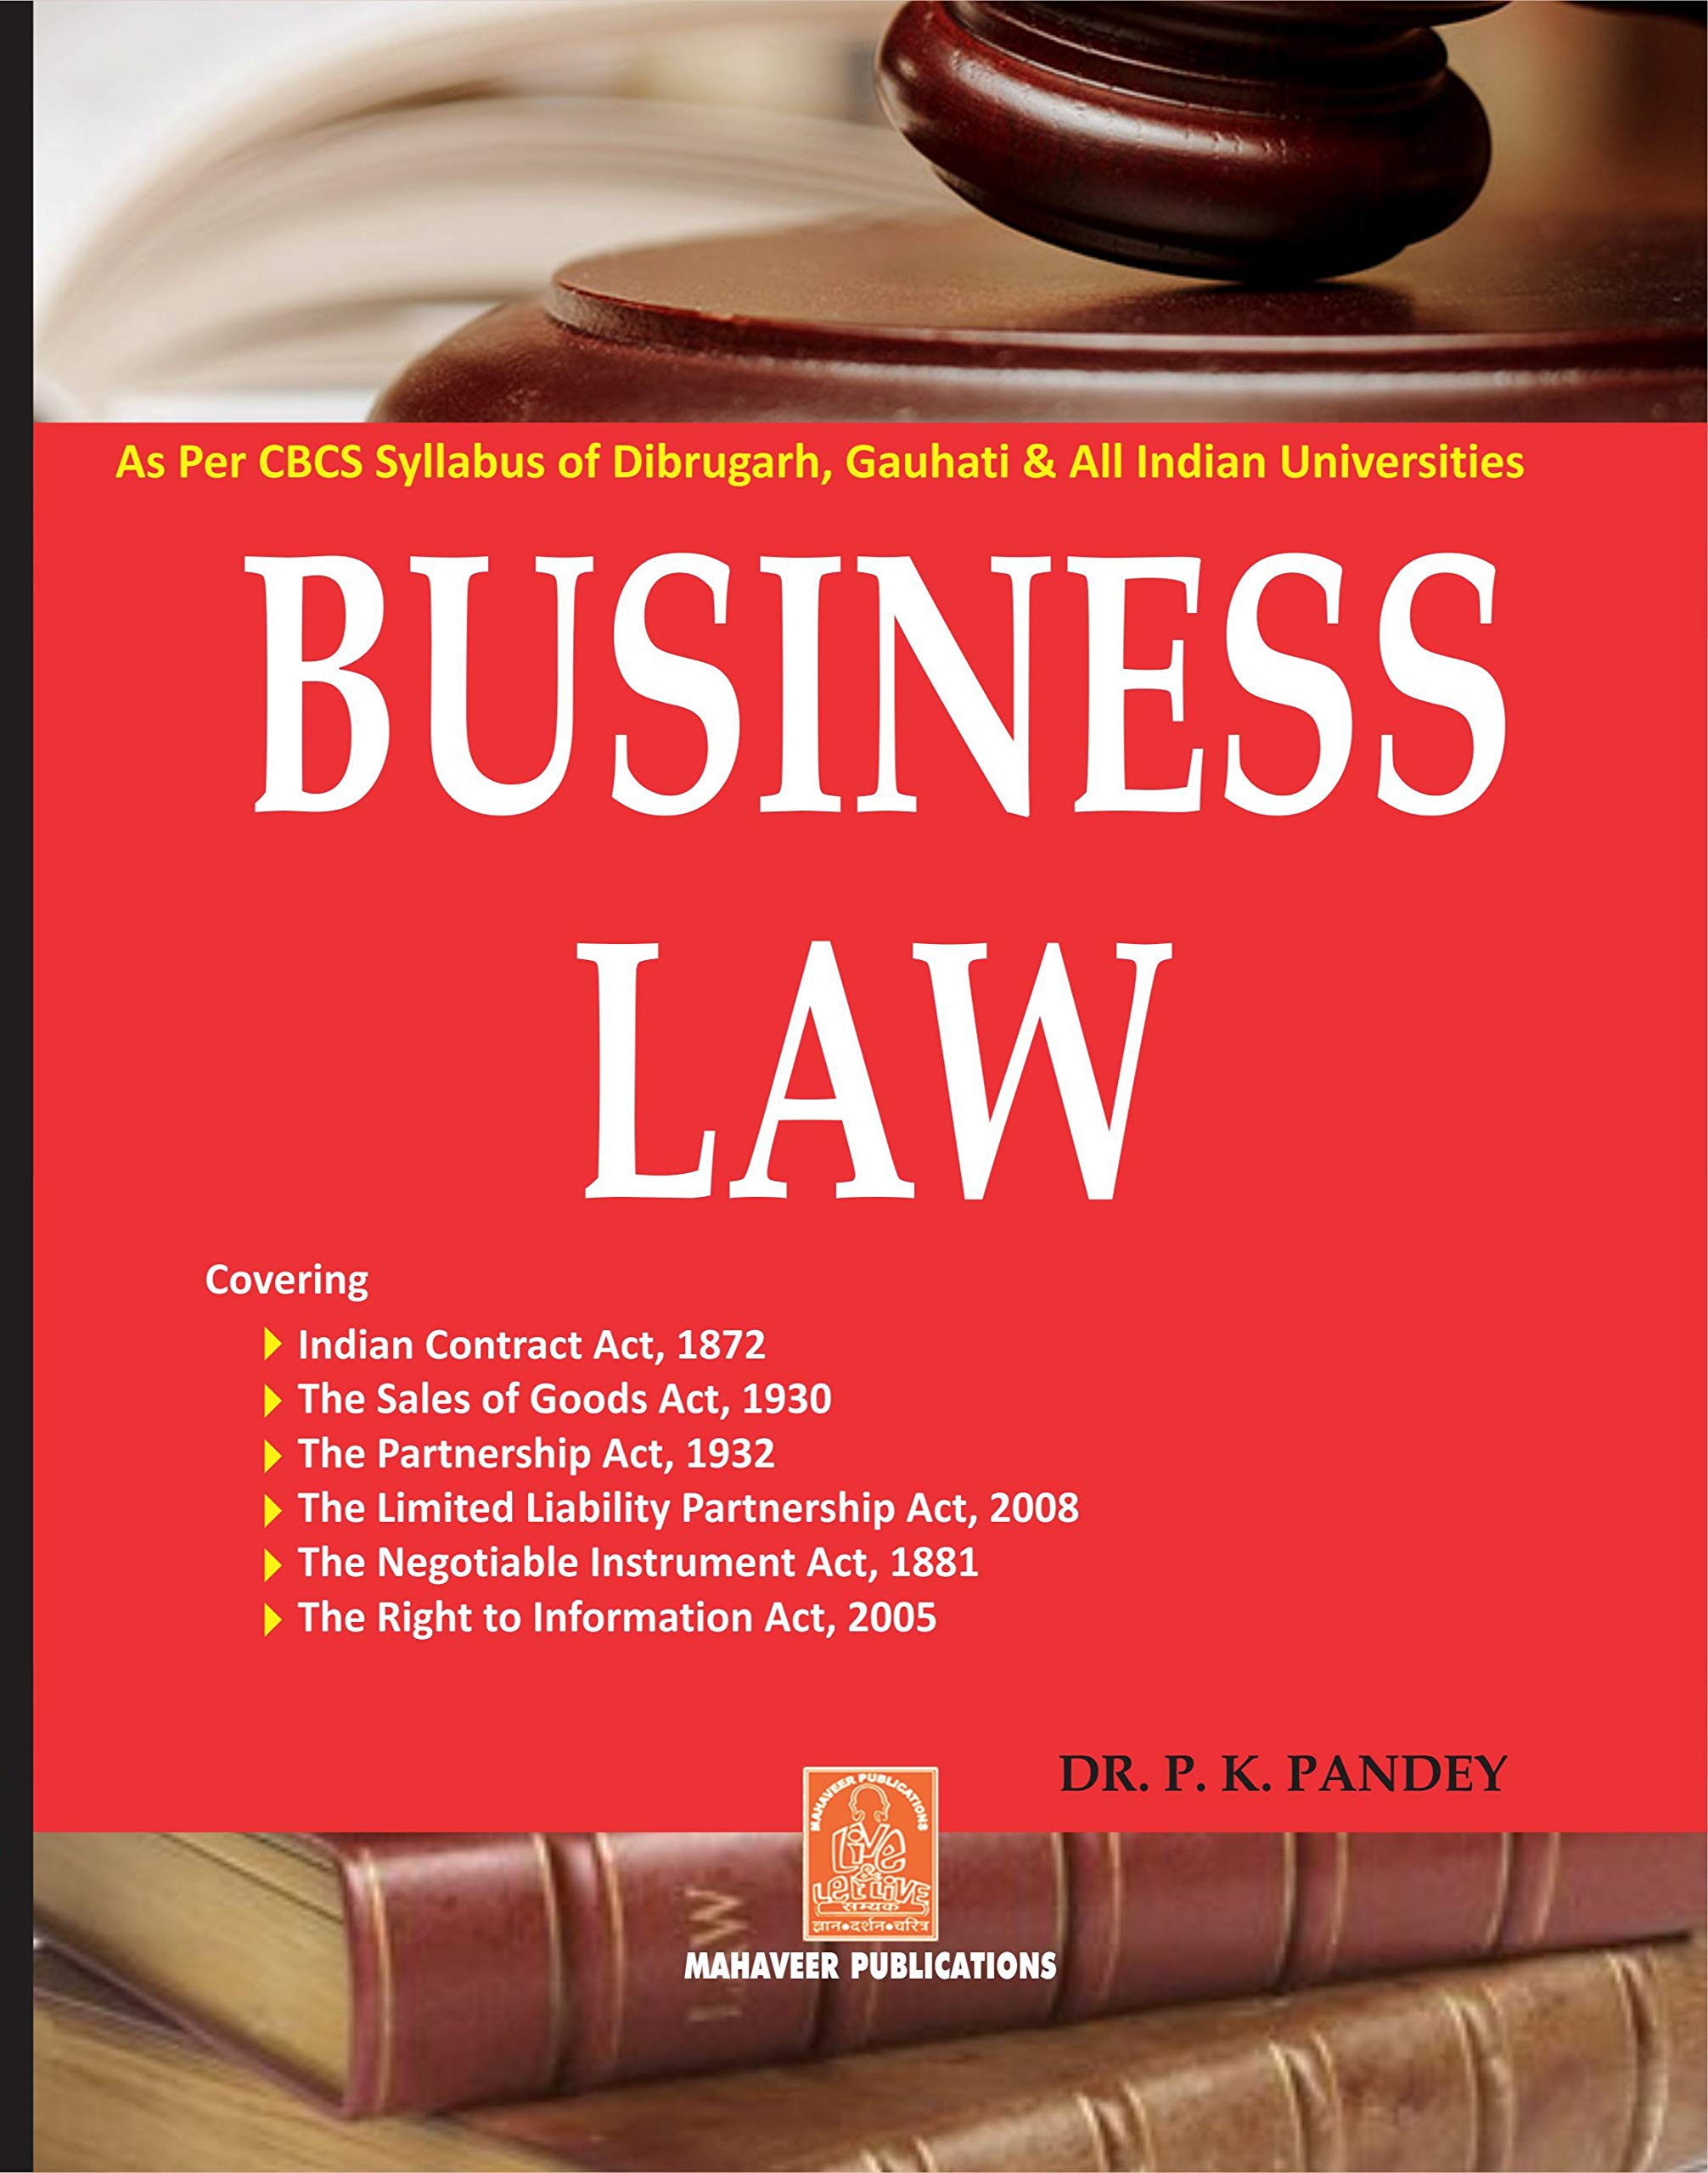 As Per CBCS Syllabus of Dibrugarh, Gauhati & All Indian Universities
BUSINESS
LAW
Covering
Indian Contract Act, 1872
The Sales of Goods Act, 1930
The Partnership Act, 1932
The Limited Liability Partnership Act, 2008
The Negotiable Instrument Act, 1881
The Right to Information Act, 2005
DR. P. K. PANDEY
MAHAVEER PUBLICATIONS
Live
&
Let Live
सम्यक
ज्ञान•दर्शन•चरित्र
MAHAVEER PUBLICATIONS
LAW